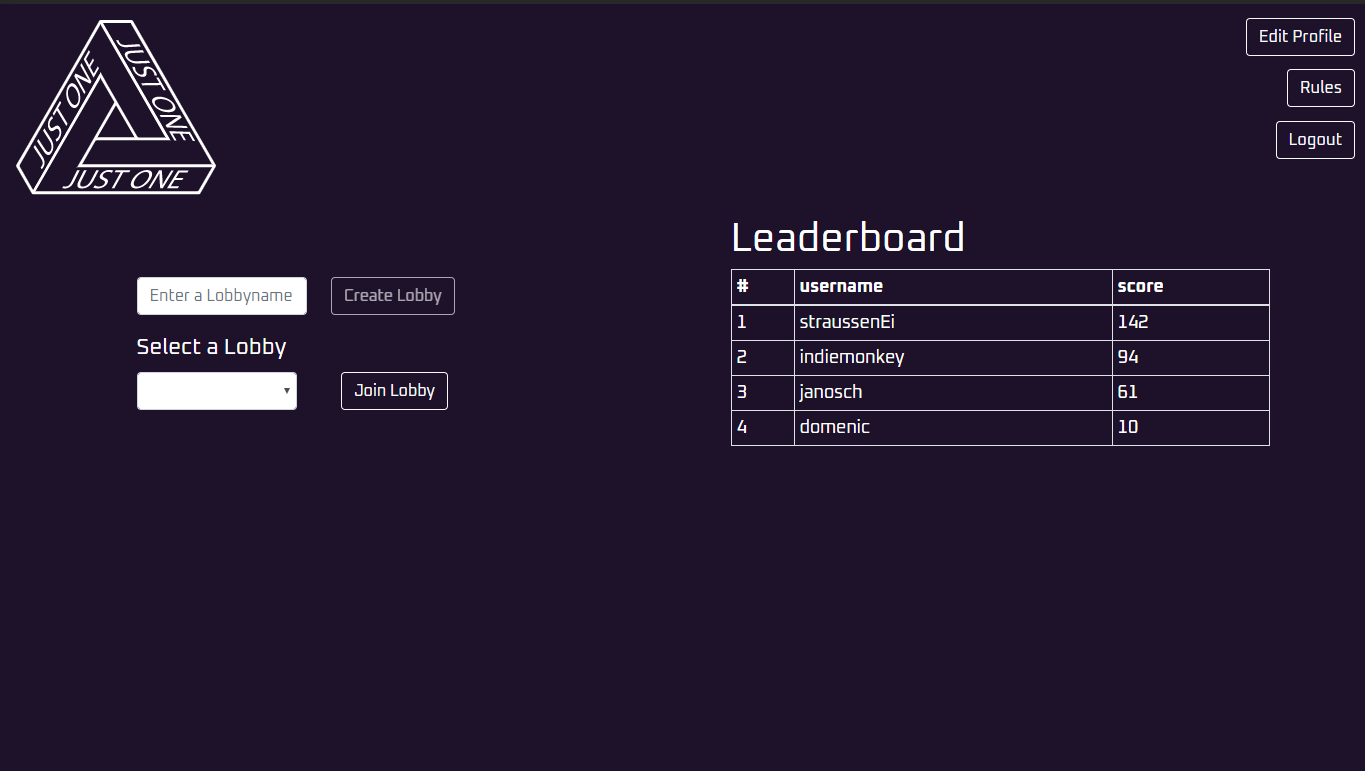 JUST ONE
JUST ONE
JUST ONE
Edit Profile
Rules
Logout
Enter a Lobbyname
Create Lobby
Select a Lobby
Join Lobby
Leaderboard
# username score
1 straussenEi 142
2 indiemonkey 94
3 janosch 61
4 domenic 10